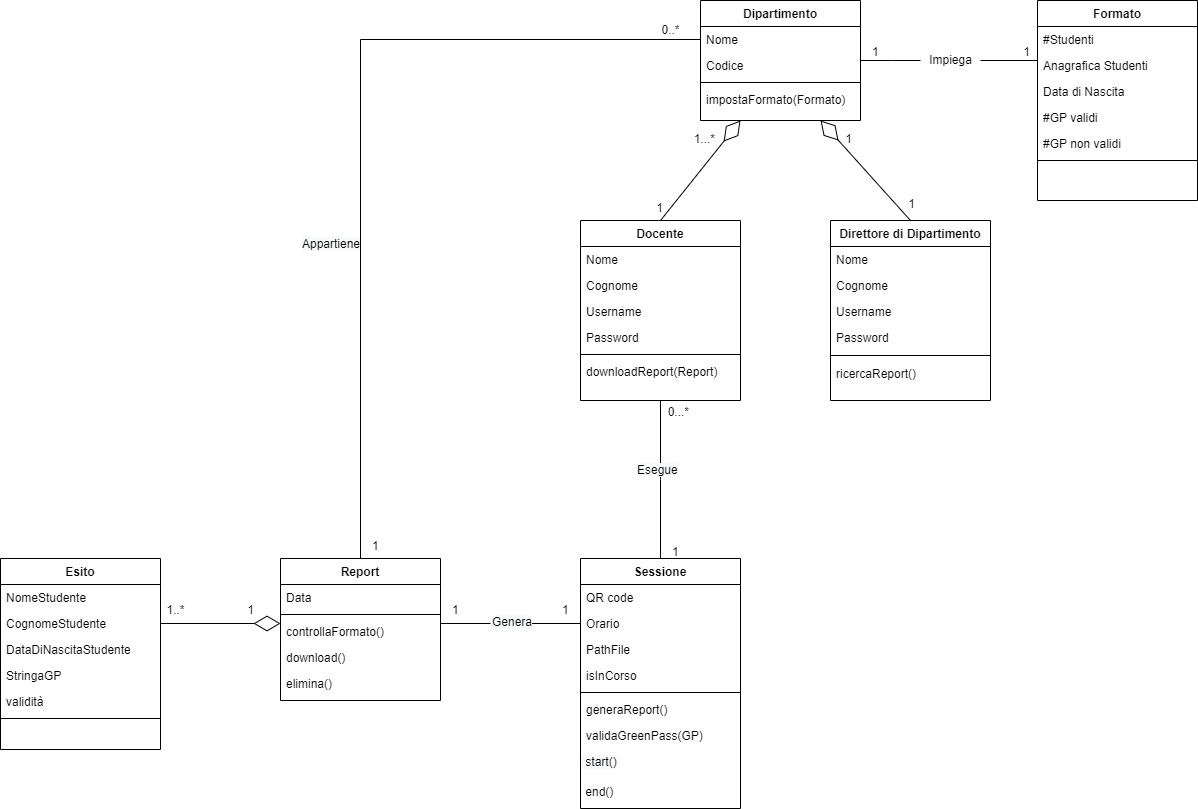 Dipartimento
Nome
Codice
impostaFormato(Formato)
Formato
#Studenti
Anagrafica Studenti
Data di Nascita
#GP validi
#GP non validi
0..*
1
Impiega
1
1...*
1
1
1
Appartiene
Docente
Nome
Cognome
Username
Password
downloadReport(Report)
Direttore di Dipartimento
Nome
Cognome
Username
Password
ricercaReport()
0...*
Esegue
1
1
Esito
NomeStudente
CognomeStudente
DataDiNascitaStudente
StringaGP
validità
1..*
1
Report
Data
controllaFormato()
download()
elimina()
1
Genera
1
Sessione
QR code
Orario
PathFile
isInCorso
generaReport()
validaGreenPass(GP)
start()
end()